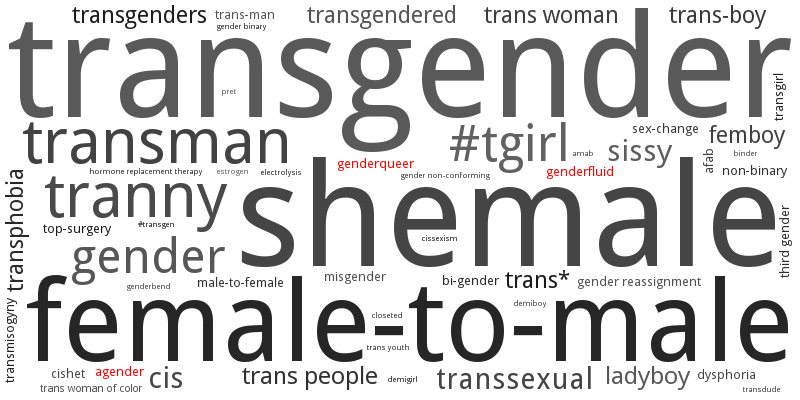 transgenders
trans-man
gender binary
transgendered
trans woman
trans-boy
transgender
pret
transgirl
transman
#tgirl
sex-change
femboy
sissy
amab
afab
binder
non-binary
genderqueer
genderfluid
hormone replacement therapy
estrogen
electrolysis
gender non-conforming
transphobia
tranny
shemale
#transgen
top-surgery
cissexism
third gender
gender
misgender
male-to-female
genderbend
bi-gender
trans*
gender reassignment
transmisogyny
female-to-male
demiboy
closeted
trans youth
cishet
agender
cis
trans people
demigirl
transsexual
ladyboy
dysphoria
trans woman of color
transdude